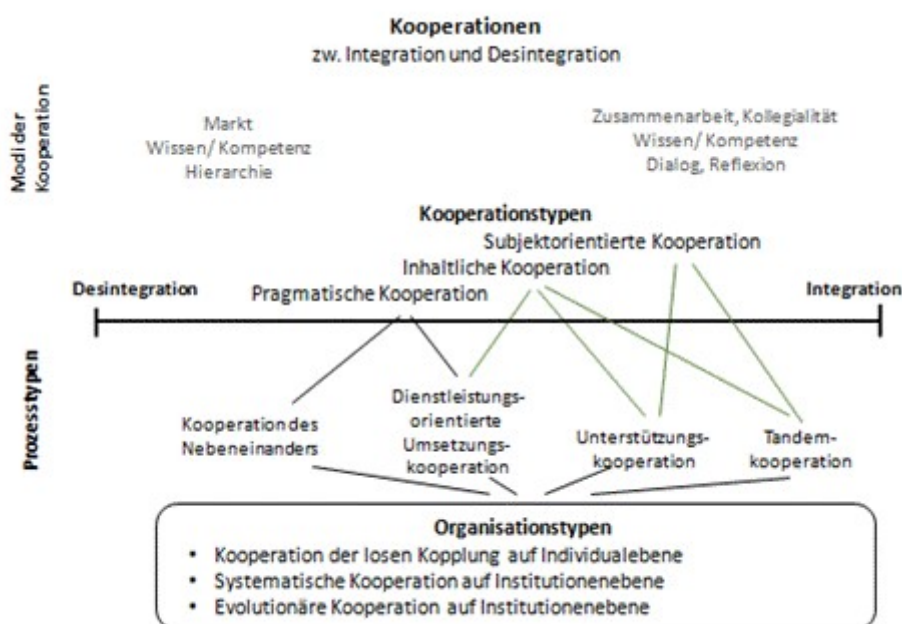 Kooperationen
zw. Integration und Desintegration
Modi der
Kooperation
Markt
Wissen/ Kompetenz
Hierarchie
Zusammenarbeit, Kollegialität
Wissen/ Kompetenz
Dialog, Reflexion
Kooperationstypen
Subjektorientierte Kooperation
Inhaltliche Kooperation
Pragmatische Kooperation
Desintegration
Integration
Prozesstypen
Kooperation des
Nebeneinanders
Dienstleistungs-
orientierte
Umsetzungs-
kooperation
Unterstützungs-
kooperation
Tandem-
kooperation
Organisationstypen
• Kooperation der losen Kopplung auf Individualebene
• Systematische Kooperation auf Institutionenebene
• Evolutionäre Kooperation auf Institutionenebene